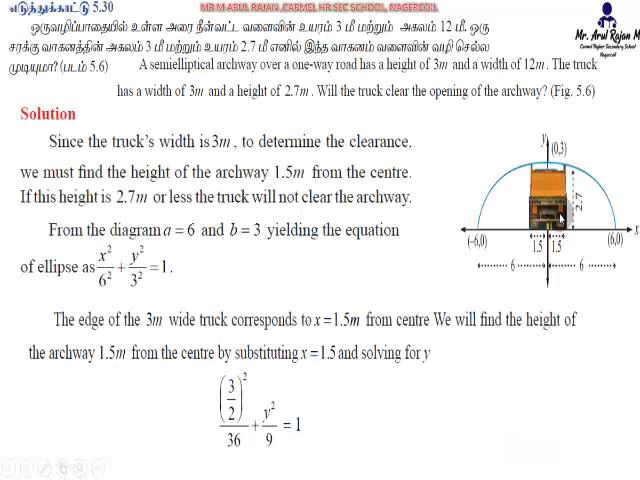 MR M ARUL RAJAN ,CARMEL HR SEC SCHOOL, NAGERCOIL
எடுத்துக்காட்டு 5.30
ஒருவழிப்பாதையில் உள்ள அரை நீள்வட்ட வளைவின் உயரம் 3 மீ மற்றும் அகலம் 12 மீ. ஒரு
சரக்கு வாகனத்தின் அகலம் 3 மீ மற்றும் உயரம் 2.7 மீ எனில் இந்த வாகனம் வளைவின் வழி செல்ல
முடியுமா? (படம் 5.6)
A semielliptical archway over a one-way road has a height of 3m and a width of 12m. The truck
has a width of 3m and a height of 2.7m. Will the truck clear the opening of the archway? (Fig. 5.6)
Mr. Arul Rajan M
Carmel Higher Secondary School
Nagercoil
Solution
Since the truck's width is 3m, to determine the clearance,
we must find the height of the archway 1.5m from the centre.
If this height is 2.7m or less the truck will not clear the archway.
From the diagram a = 6 and b = 3 yielding the equation
of ellipse as x²/6² + y²/3² = 1.
y
(0,3)
2.7
x
(−6,0)
1.5 1.5
(6,0)
6 6
The edge of the 3m wide truck corresponds to x = 1.5m from centre We will find the height of
the archway 1.5m from the centre by substituting x = 1.5 and solving for y
(3/2)²/36 + y²/9 = 1